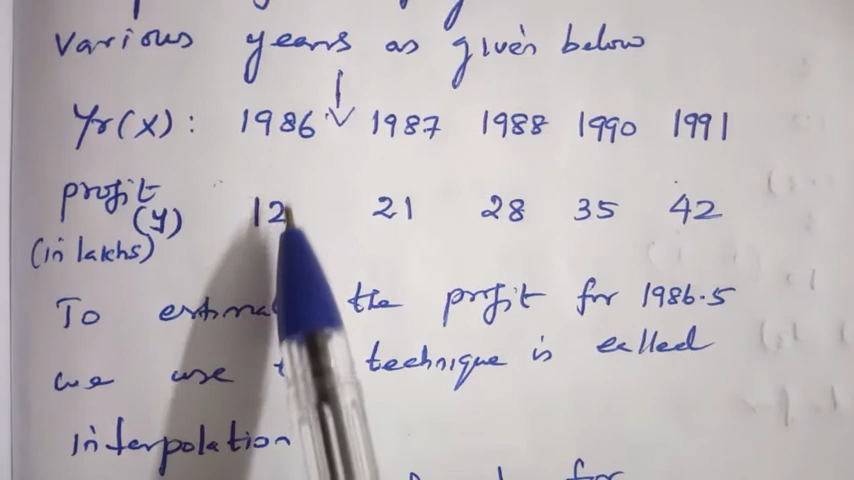 various years as given below
Yr(x): 1986 1987 1988 1990 1991
profit (Y) 12 21 28 35 42
(in lakhs)
To the profit for 1986.5
we use technique is called
interpolation
for